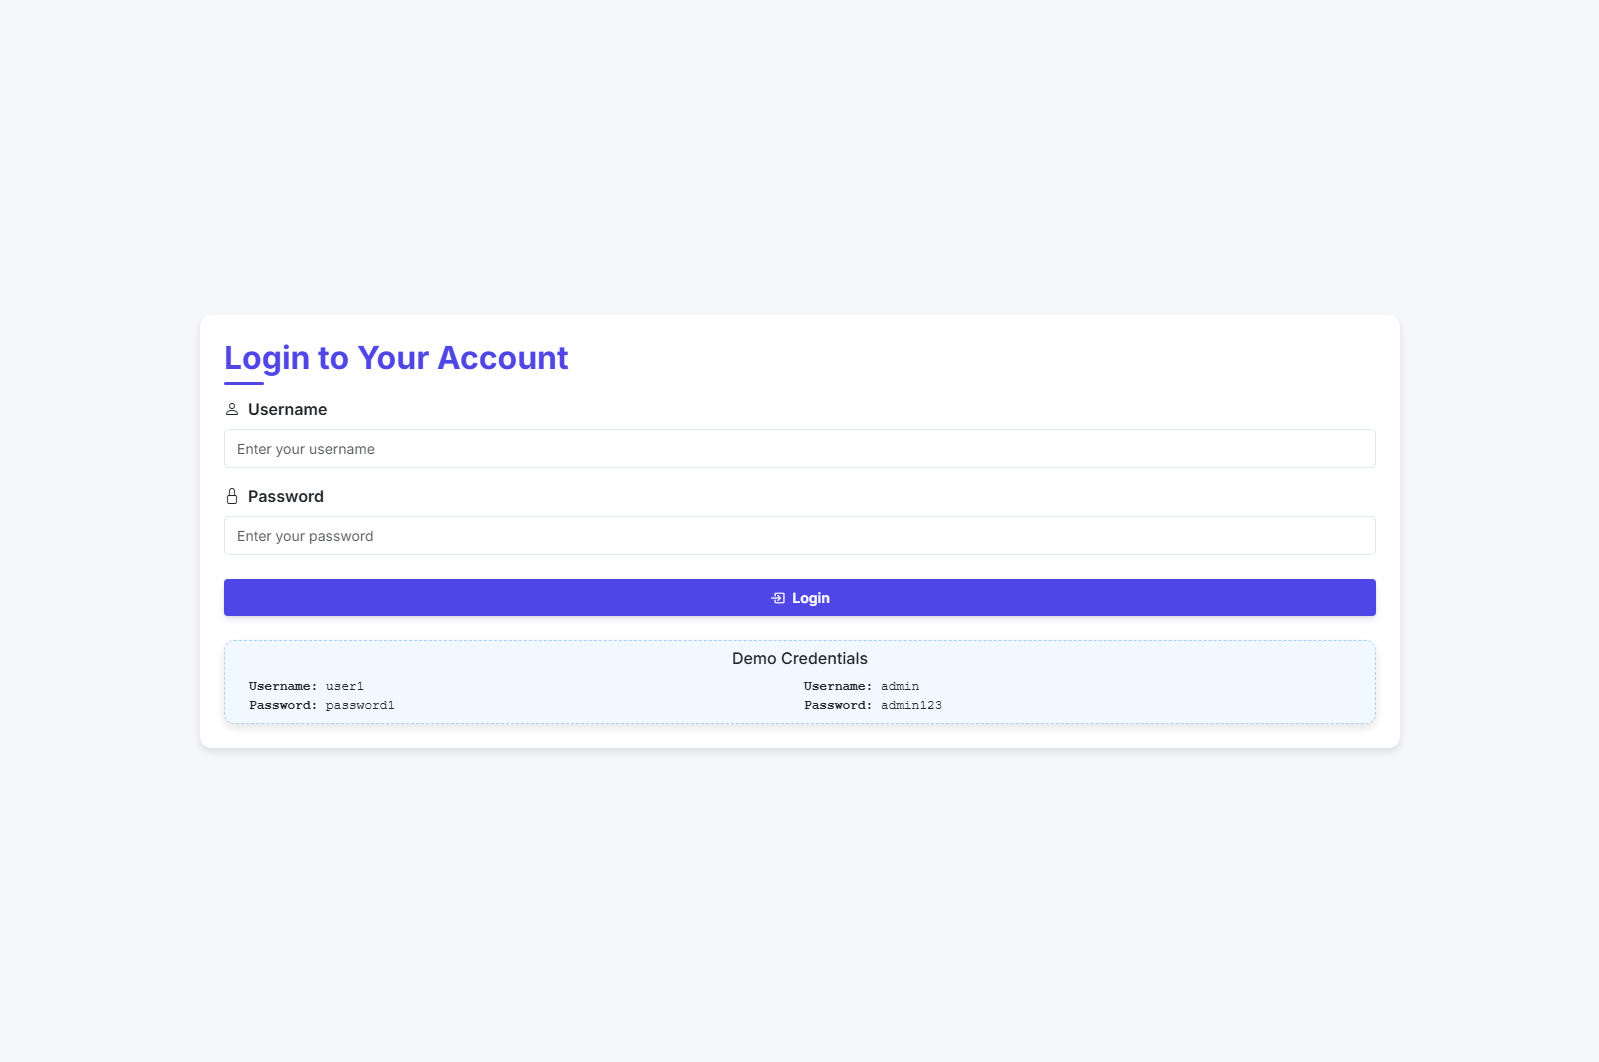 Login to Your Account
Username
Enter your username
Password
Enter your password
Login
Demo Credentials
Username: user1
Password: password1
Username: admin
Password: admin123